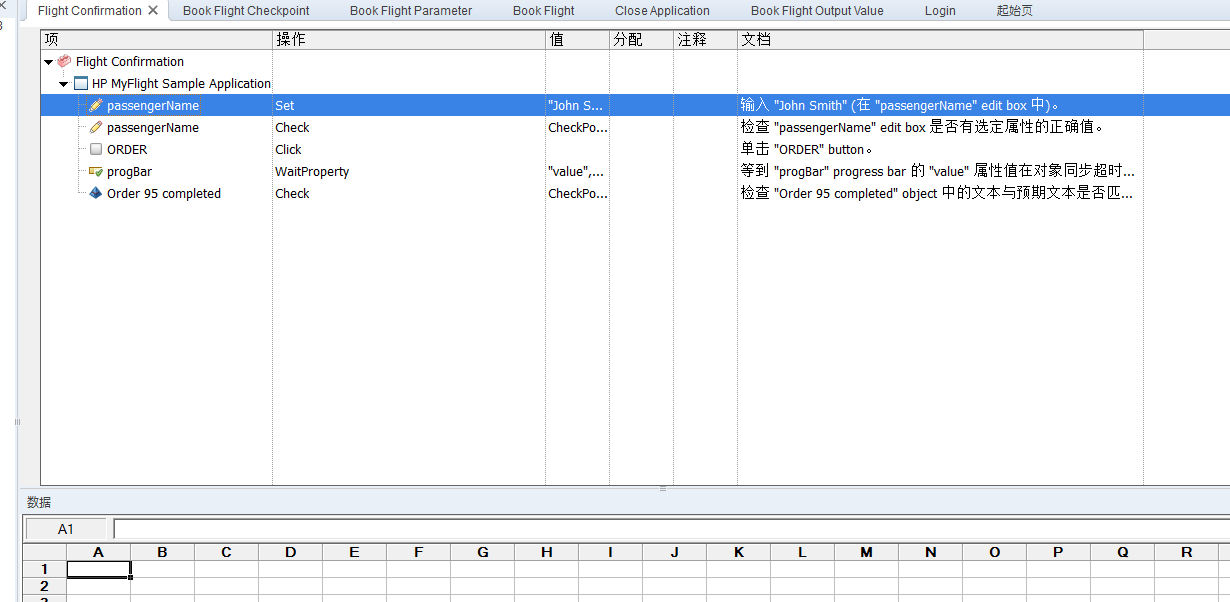 Flight Confirmation Book Flight Checkpoint Book Flight Parameter Book Flight Close Application Book Flight Output Value Login 起始页
项 操作 值 分配 注释 文档
Flight Confirmation
HP MyFlight Sample Application
passengerName Set "John S... 输入 "John Smith" (在 "passengerName" edit box 中)。
passengerName Check CheckPo... 检查 "passengerName" edit box 是否有选定属性的正确值。
ORDER Click 单击 "ORDER" button。
progBar WaitProperty "value",... 等到 "progBar" progress bar 的 "value" 属性值在对象同步超时...
Order 95 completed Check CheckPo... 检查 "Order 95 completed" object 中的文本与预期文本是否匹...
数据
A1
A B C D E F G H I J K L M N O P Q R
1
2